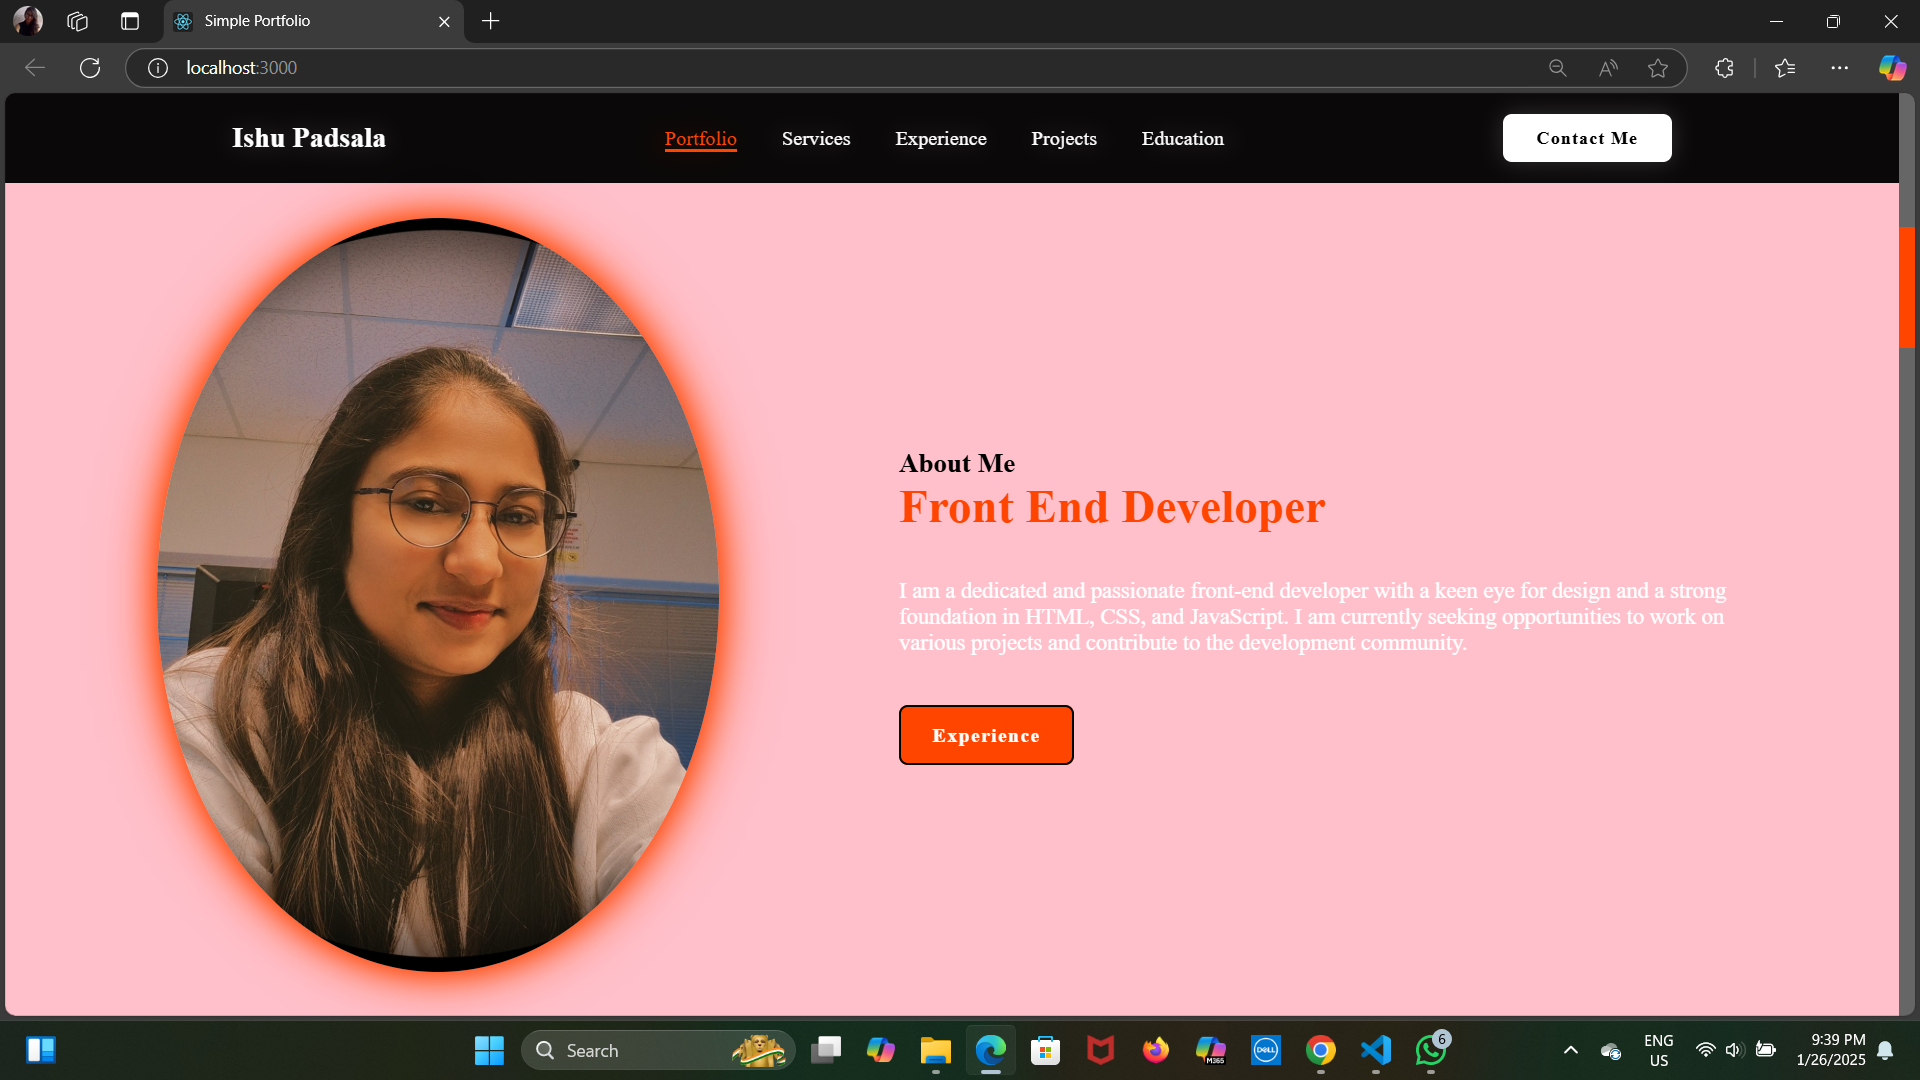 Simple Portfolio
localhost:3000
Ishu Padsala
Portfolio Services Experience Projects Education
Contact Me
About Me
Front End Developer
I am a dedicated and passionate front-end developer with a keen eye for design and a strong
foundation in HTML, CSS, and JavaScript. I am currently seeking opportunities to work on
various projects and contribute to the development community.
Experience
Search
M365
DELL
6
ENG
US
9:39 PM
1/26/2025